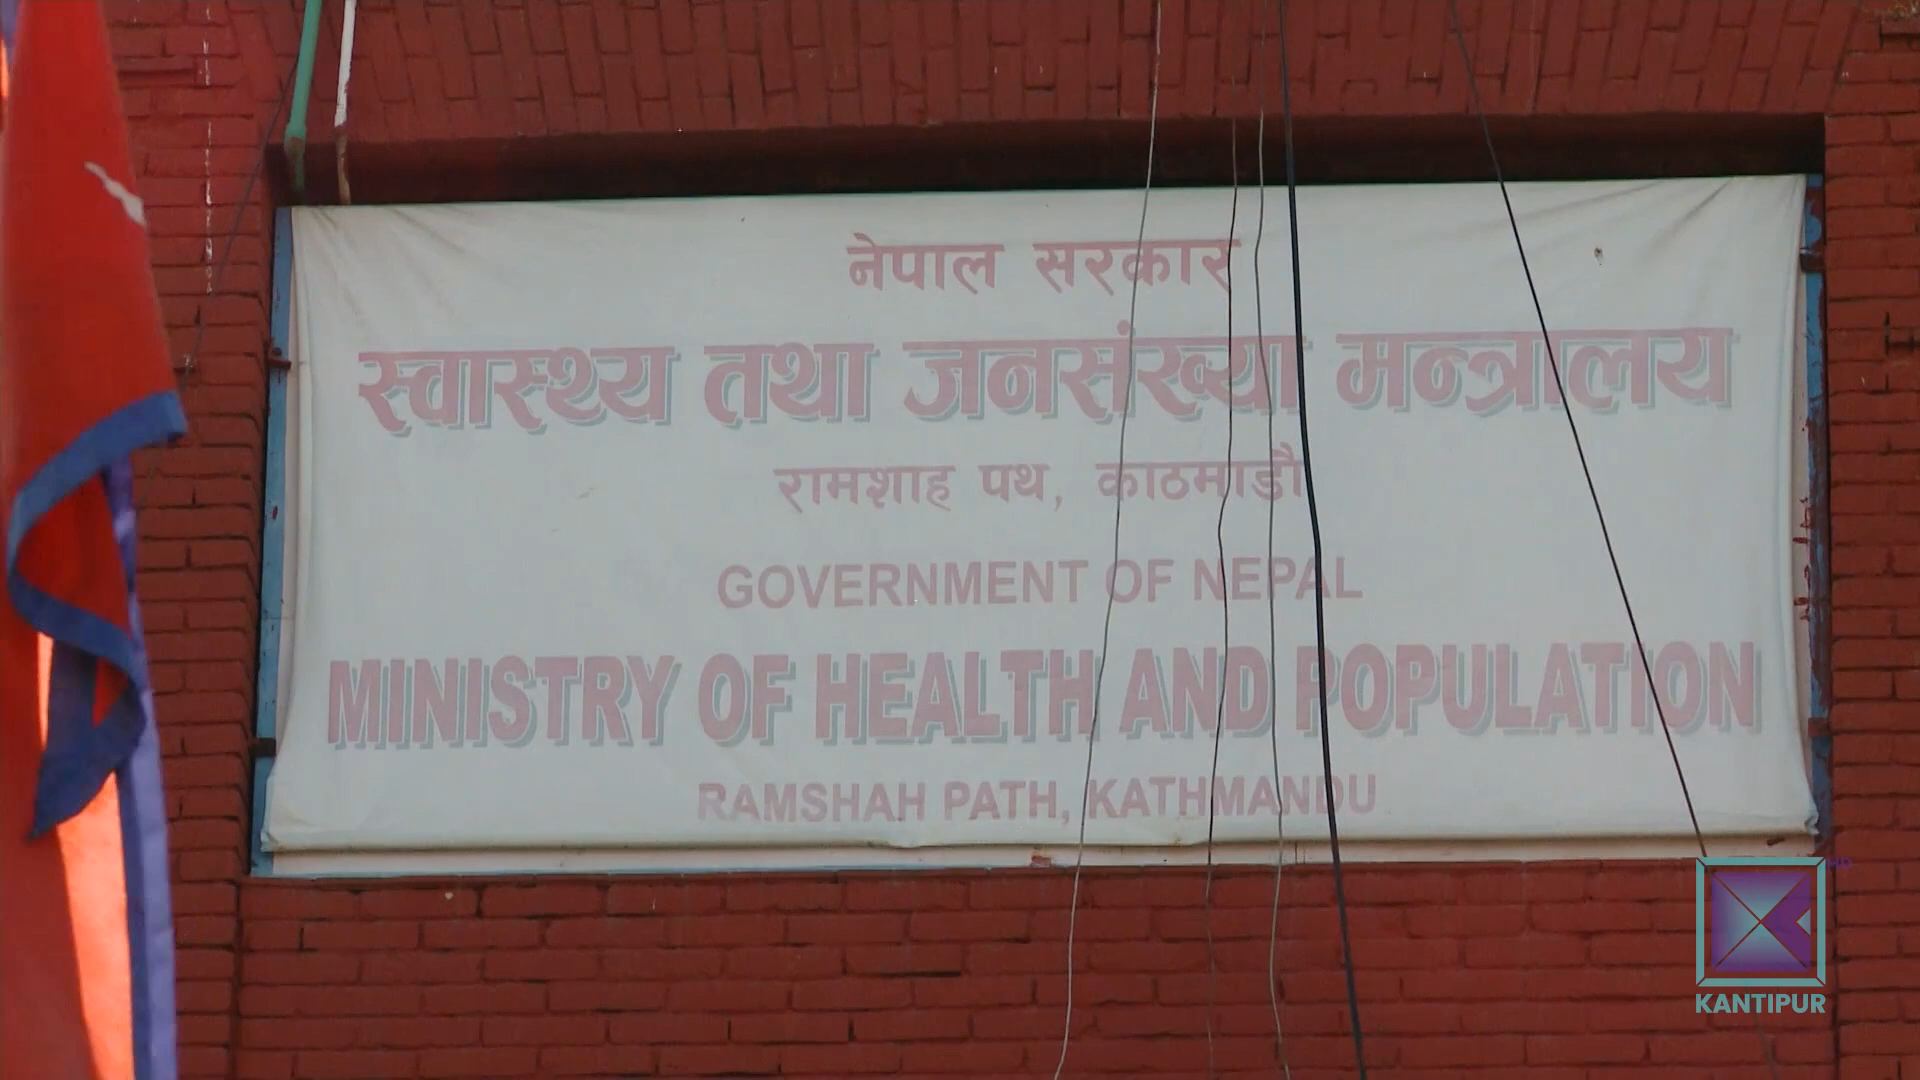 नेपाल सरकार
स्वास्थ्य तथा जनसंख्या मन्त्रालय
रामशाह पथ, काठमाडौं
GOVERNMENT OF NEPAL
MINISTRY OF HEALTH AND POPULATION
RAMSHAH PATH, KATHMANDU
HD
KANTIPUR